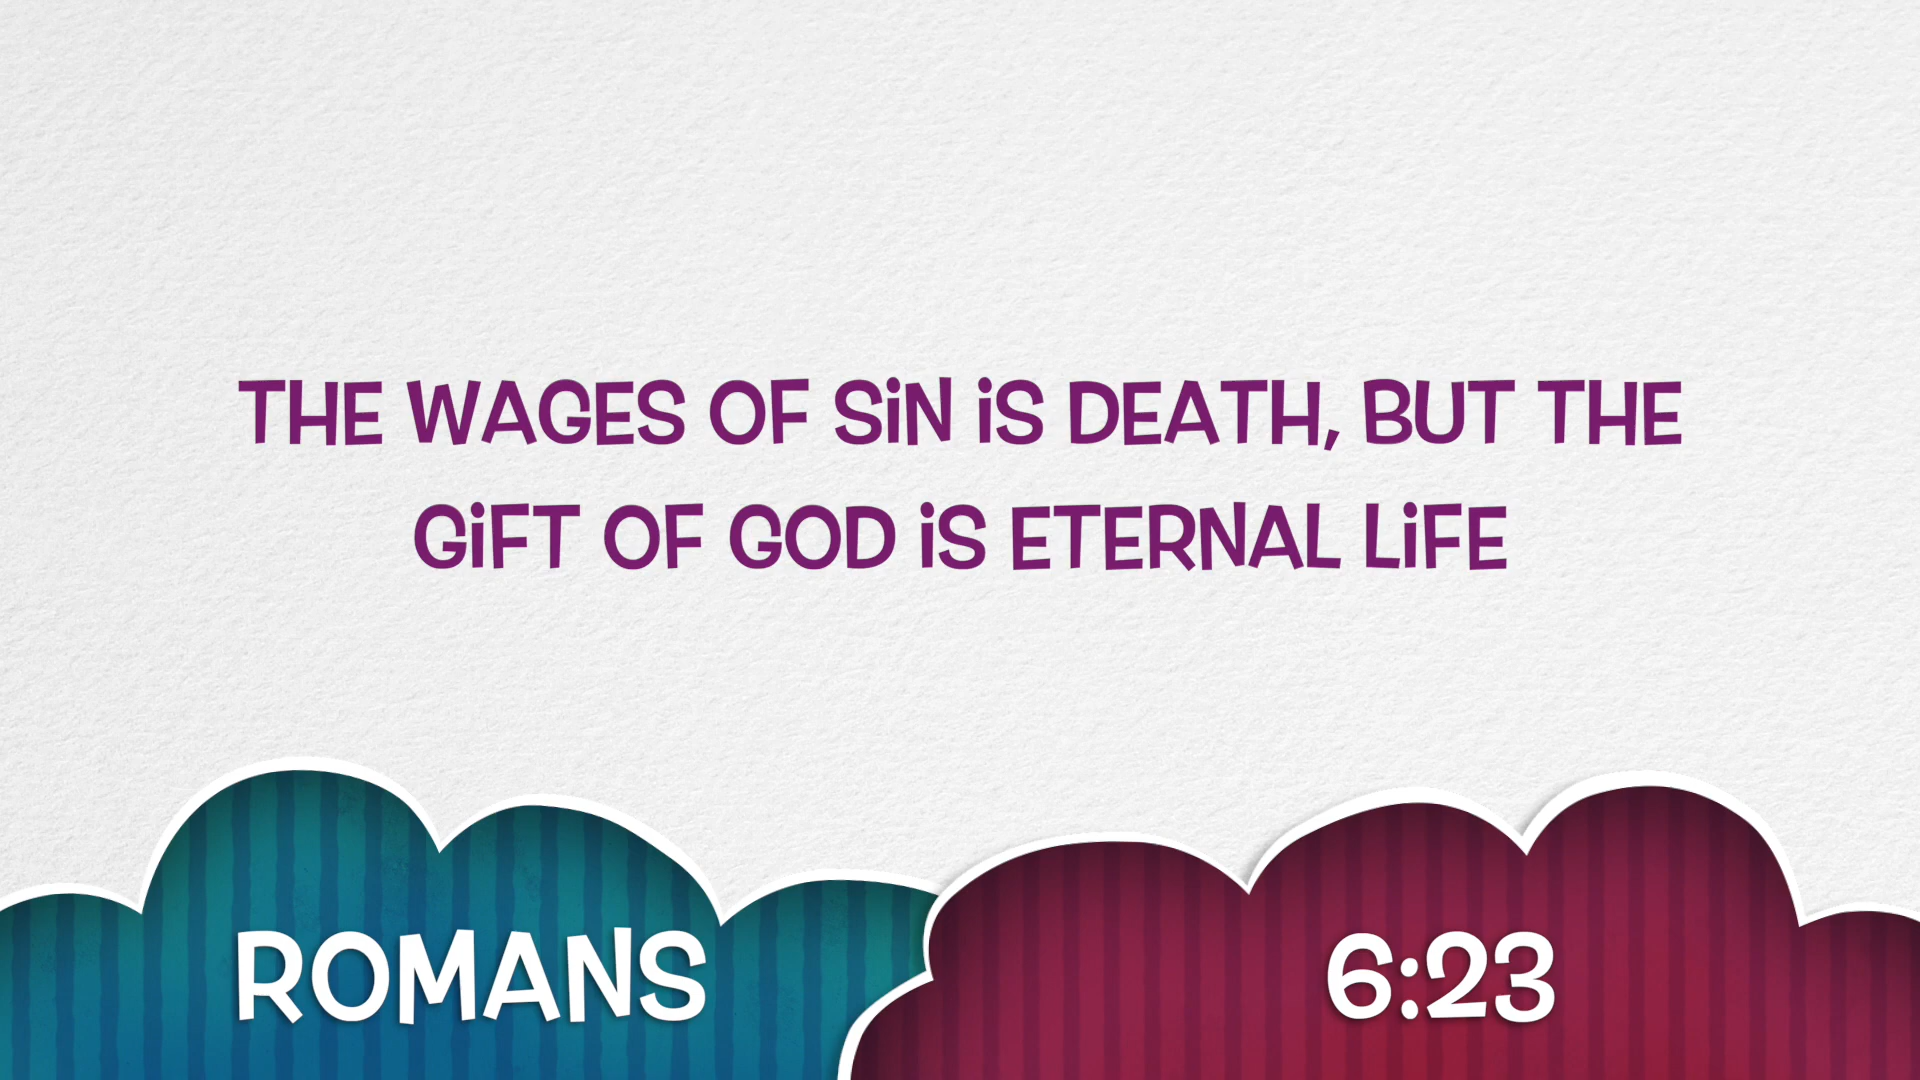 THE WAGES OF SiN iS DEATH, BUT THE
GiFT OF GOD iS ETERNAL LiFE
ROMANS
6:23